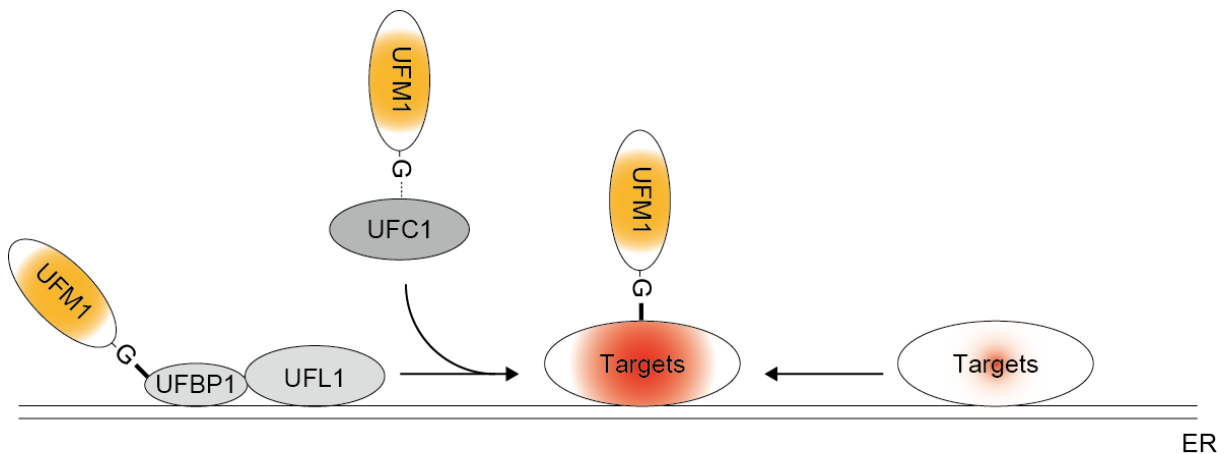 UFM1
G
UFC1
UFM1
G
UFM1
G
UFBP1
UFL1
Targets
Targets
ER